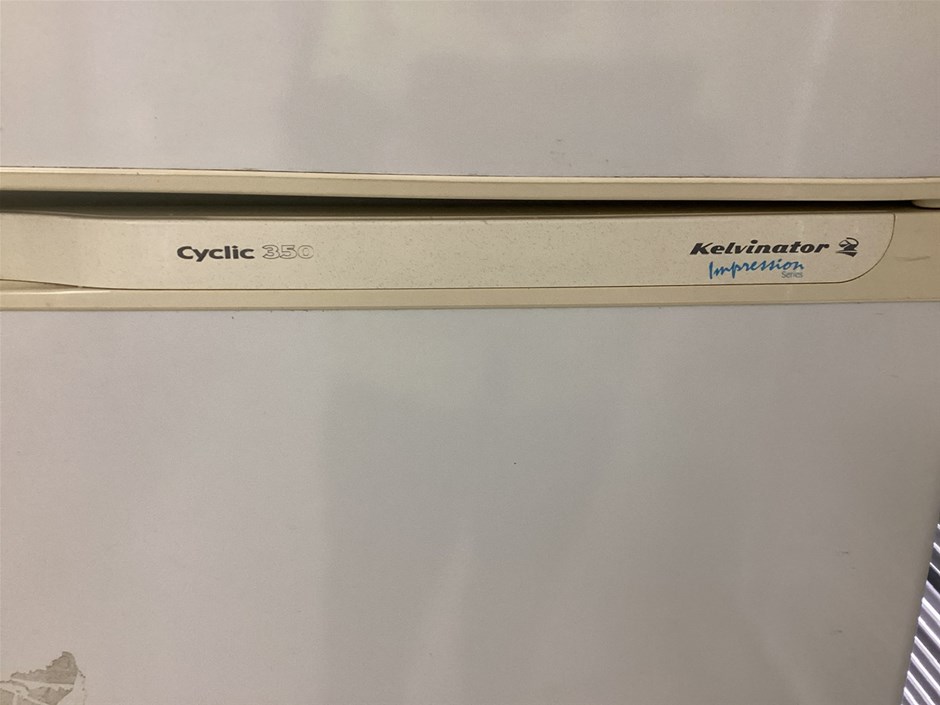 Cyclic 350
Kelvinator
Impression
Series